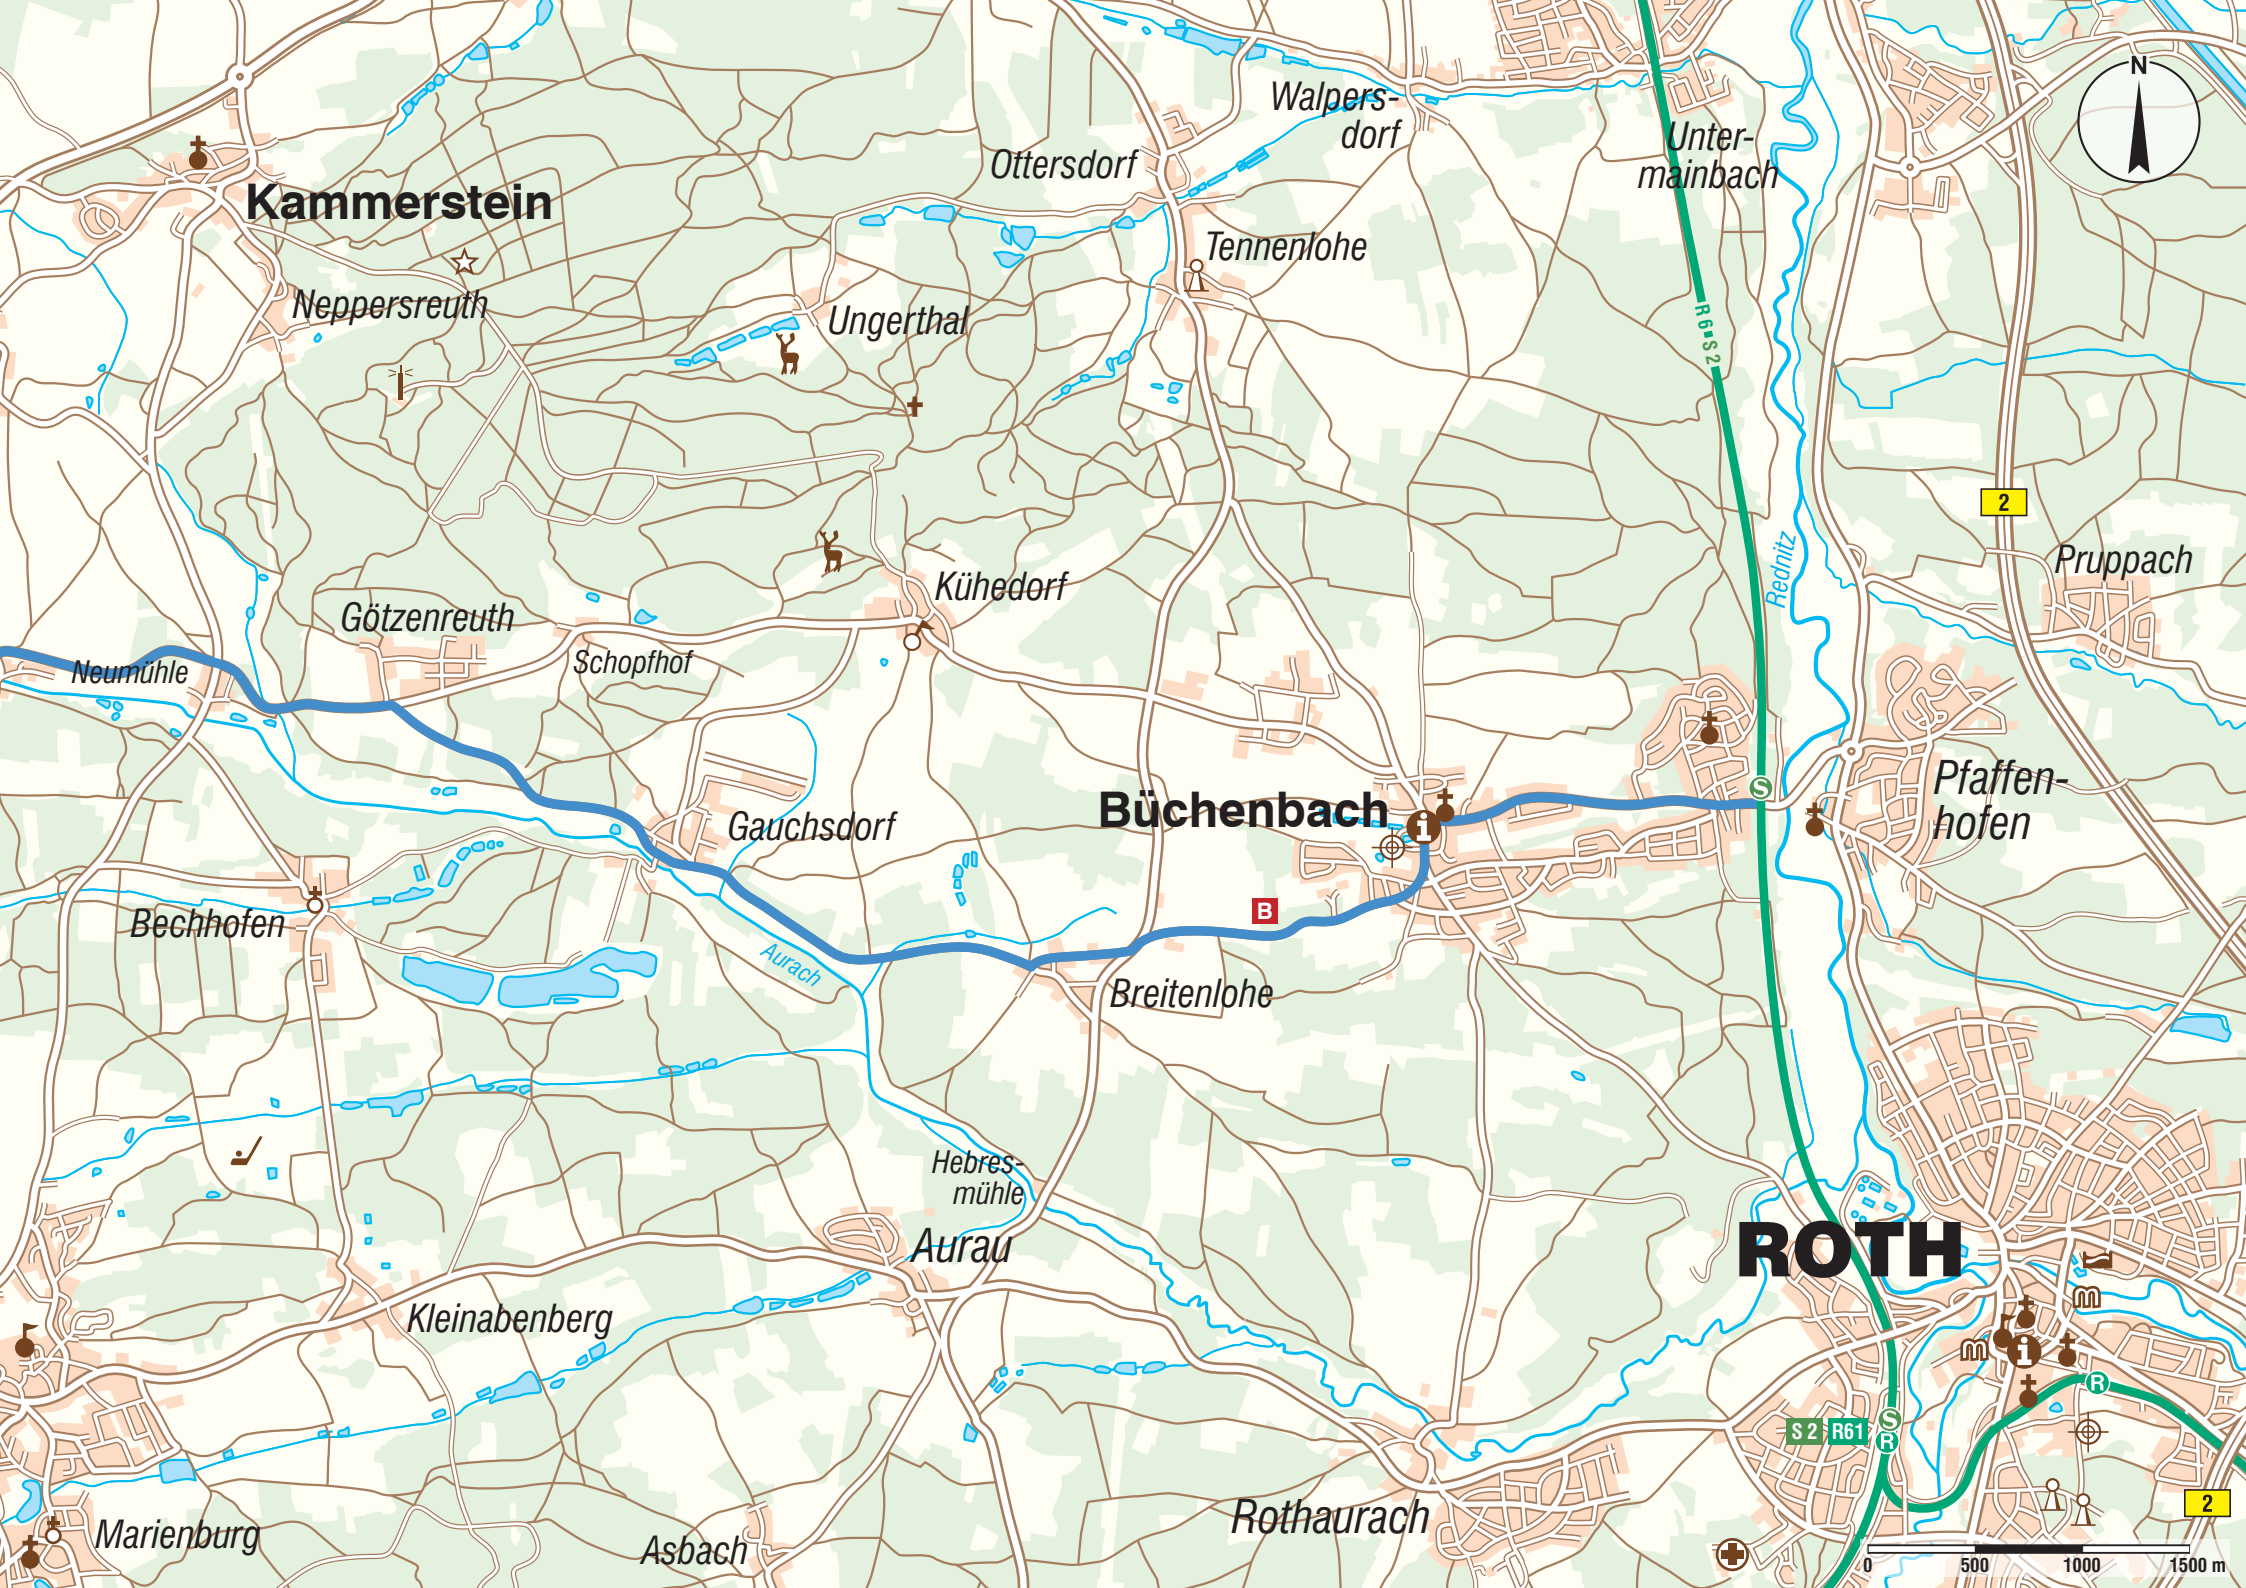 N
Walpers-
dorf
Unter-
mainbach
Ottersdorf
Kammerstein
Tennenlohe
Neppersreuth
Ungerthal
R6 S2
2
Rednitz
Pruppach
Kühedorf
Götzenreuth
Schopfhof
Neumühle
Pfaffen-
hofen
S
Büchenbach
i
Gauchsdorf
B
Bechhofen
Aurach
Breitenlohe
Hebres-
mühle
Aurau
ROTH
Kleinabenberg
i
R
S 2
R61
S
R
2
Rothaurach
Marienburg
Asbach
0
500
1000
1500 m